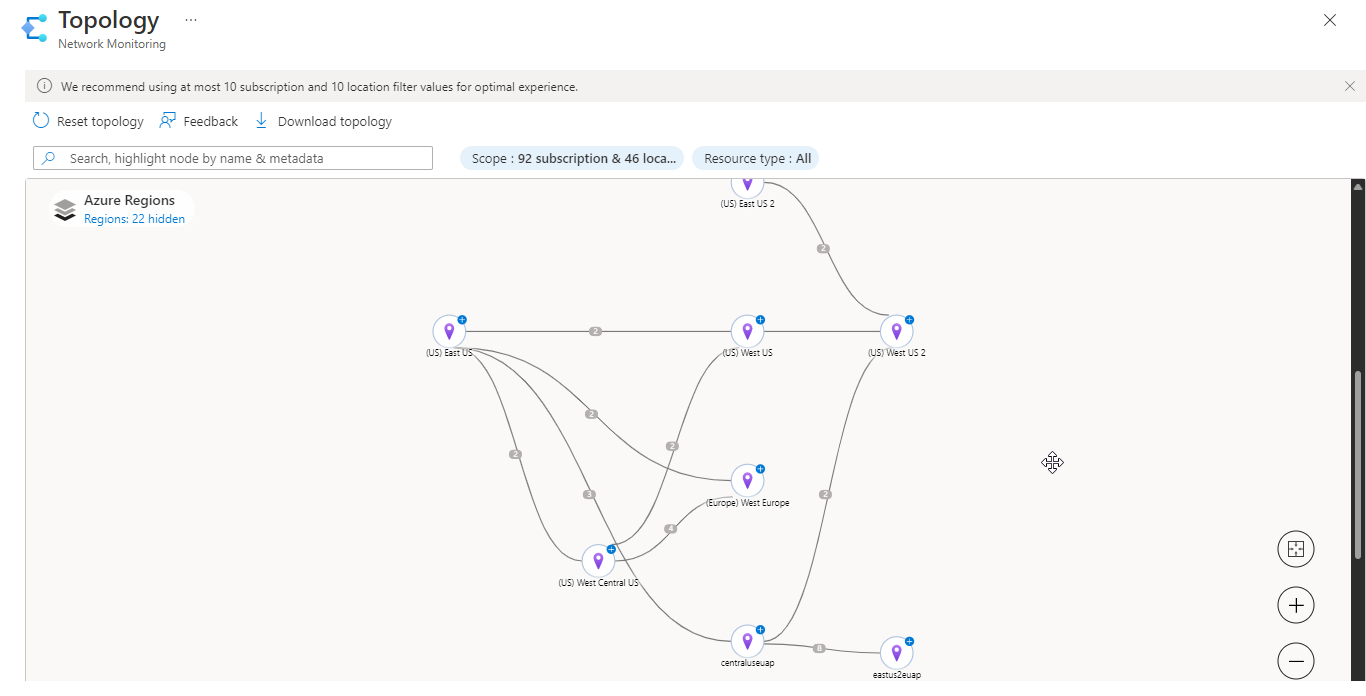 Topology
...
Network Monitoring
We recommend using at most 10 subscription and 10 location filter values for optimal experience.
Reset topology Feedback Download topology
Search, highlight node by name & metadata
Scope : 92 subscription & 46 loca... Resource type : All
Azure Regions
Regions: 22 hidden
(US) East US 2
2
2
(US) East US
(US) West US
(US) West US 2
2
2
2
3
2
(Europe) West Europe
4
(US) West Central US
8
centraluseuap
eastus2euap